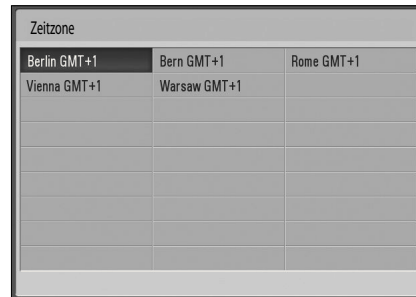 Zeitzone
Berlin GMT+1 Bern GMT+1 Rome GMT+1
Vienna GMT+1 Warsaw GMT+1